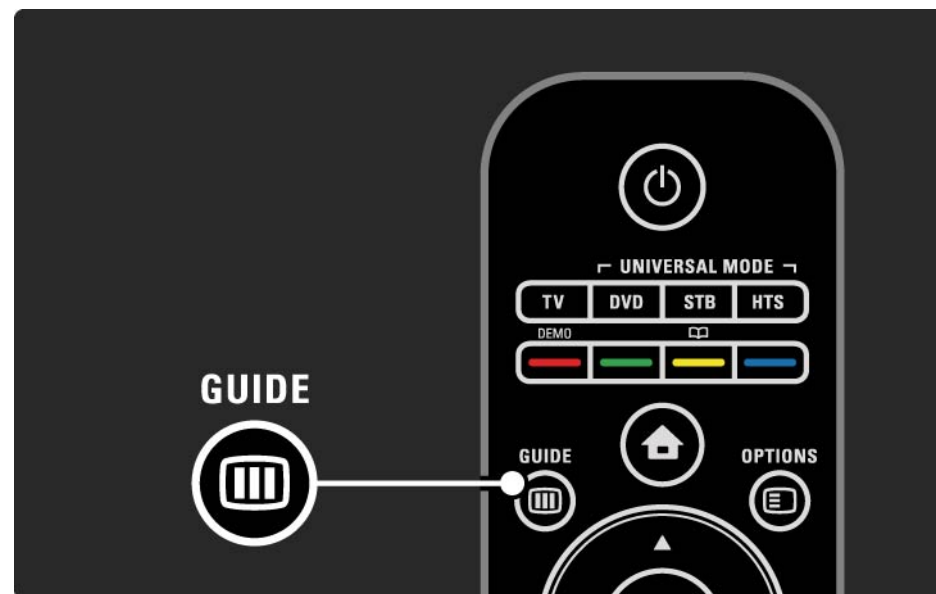 UNIVERSAL MODE
TV DVD STB HTS
DEMO
GUIDE
GUIDE
OPTIONS